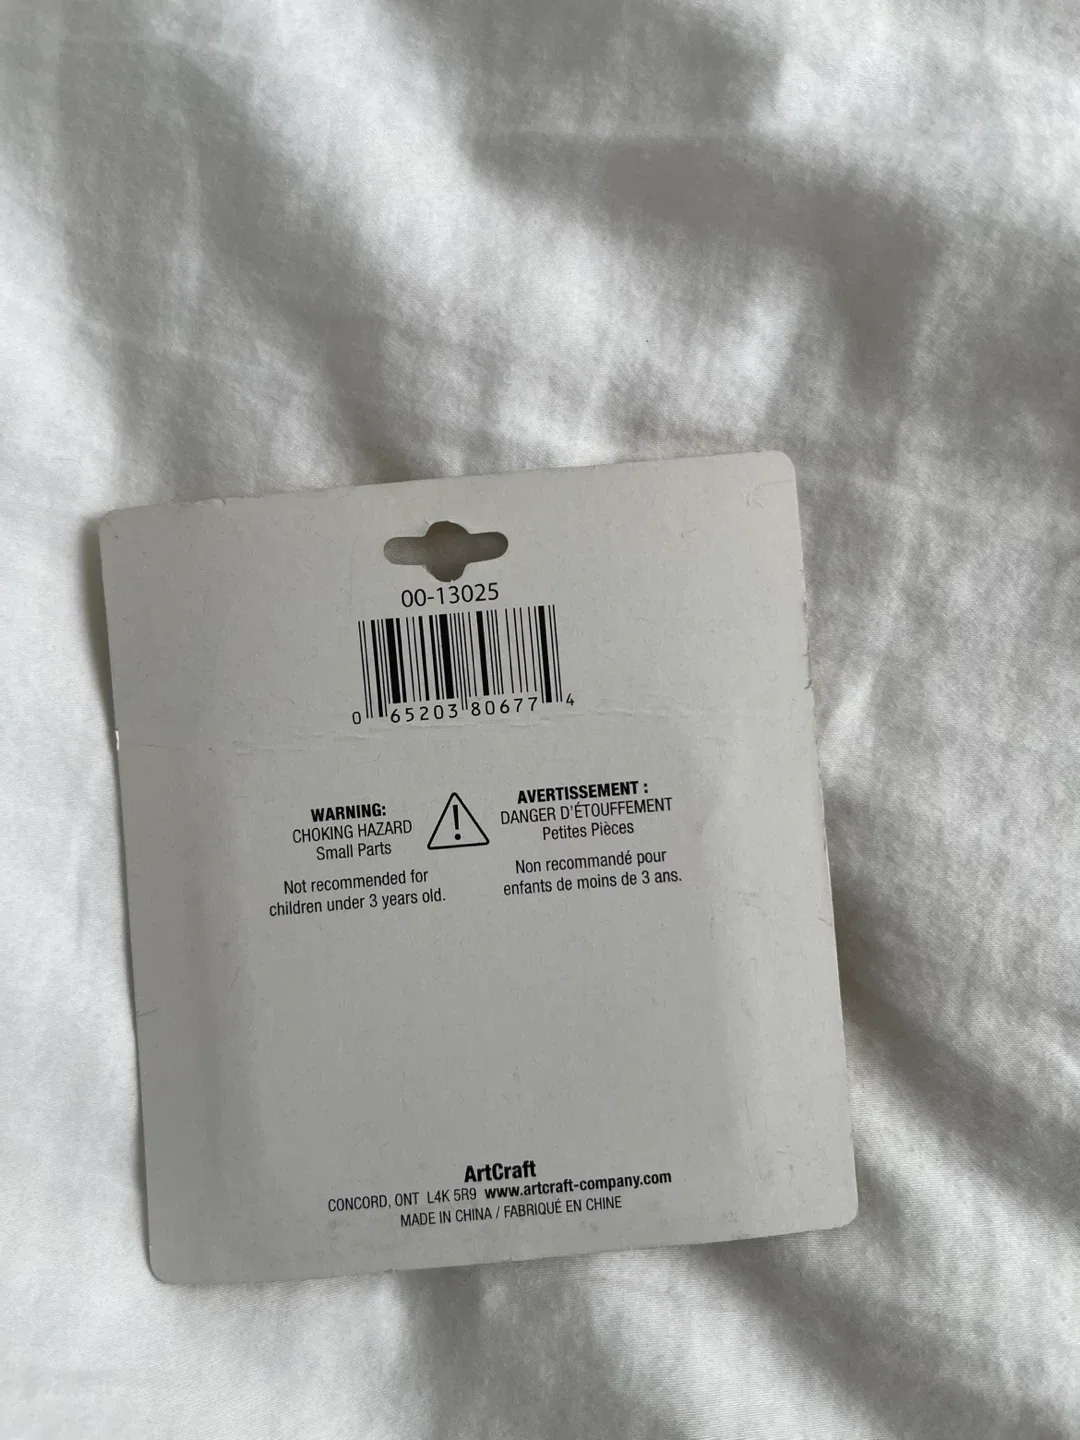 00-13025
0 65203 80677 4
WARNING:
CHOKING HAZARD
Small Parts
Not recommended for
children under 3 years old.
AVERTISSEMENT :
DANGER D'ÉTOUFFEMENT
Petites Pièces
Non recommandé pour
enfants de moins de 3 ans.
ArtCraft
CONCORD, ONT L4K 5R9 www.artcraft-company.com
MADE IN CHINA / FABRIQUÉ EN CHINE